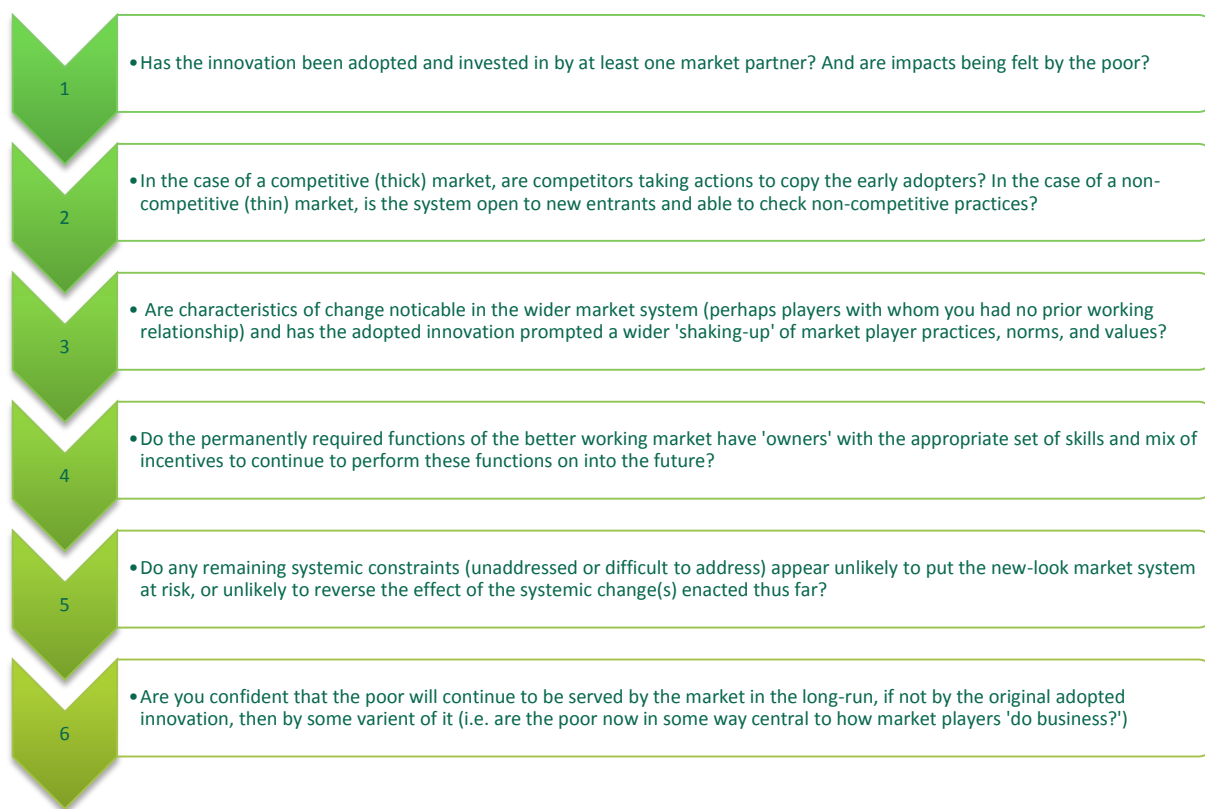 1
•Has the innovation been adopted and invested in by at least one market partner? And are impacts being felt by the poor?
2
•In the case of a competitive (thick) market, are competitors taking actions to copy the early adopters? In the case of a non-
competitive (thin) market, is the system open to new entrants and able to check non-competitive practices?
3
• Are characteristics of change noticable in the wider market system (perhaps players with whom you had no prior working
relationship) and has the adopted innovation prompted a wider 'shaking-up' of market player practices, norms, and values?
4
•Do the permanently required functions of the better working market have 'owners' with the appropriate set of skills and mix of
incentives to continue to perform these functions on into the future?
5
•Do any remaining systemic constraints (unaddressed or difficult to address) appear unlikely to put the new-look market system
at risk, or unlikely to reverse the effect of the systemic change(s) enacted thus far?
6
•Are you confident that the poor will continue to be served by the market in the long-run, if not by the original adopted
innovation, then by some varient of it (i.e. are the poor now in some way central to how market players 'do business?')